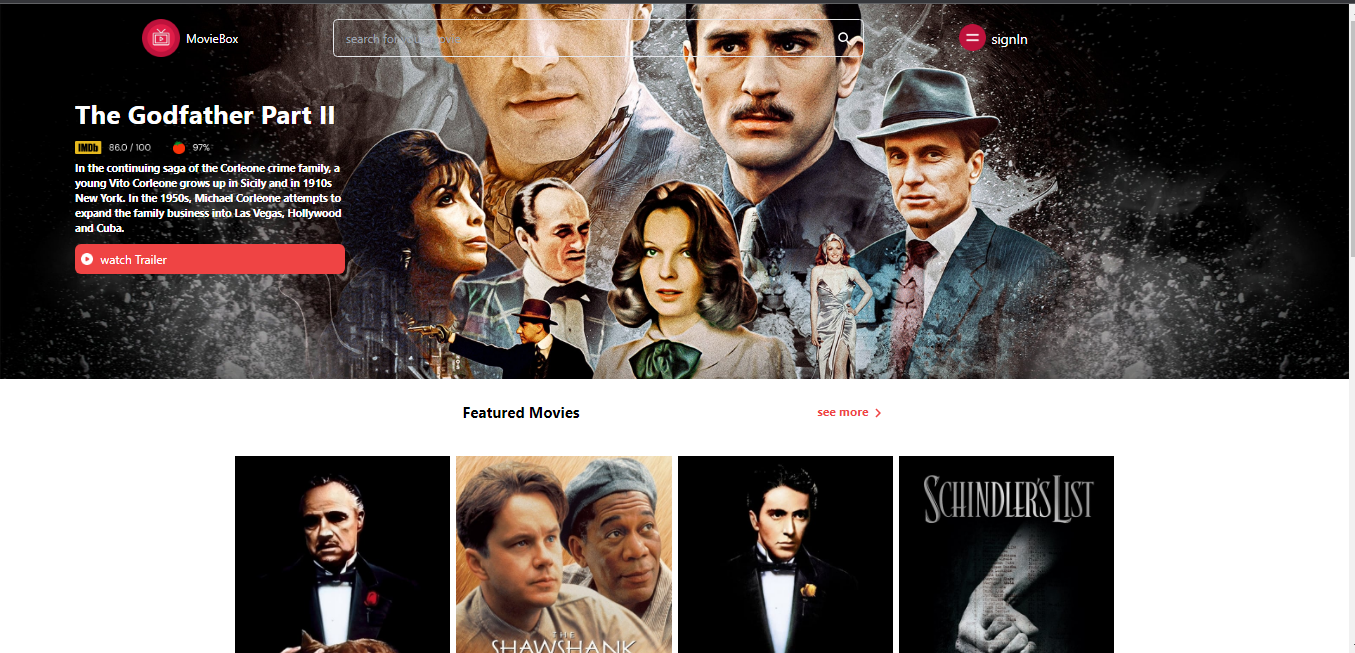 MovieBox
search for
signIn
The Godfather Part II
IMDb 86.0 / 100 97%
In the continuing saga of the Corleone crime family, a
young Vito Corleone grows up in Sicily and in 1910s
New York. In the 1950s, Michael Corleone attempts to
expand the family business into Las Vegas, Hollywood
and Cuba.
watch Trailer
Featured Movies see more
SCHINDLER'S LIST
THE
SHAWSHANK